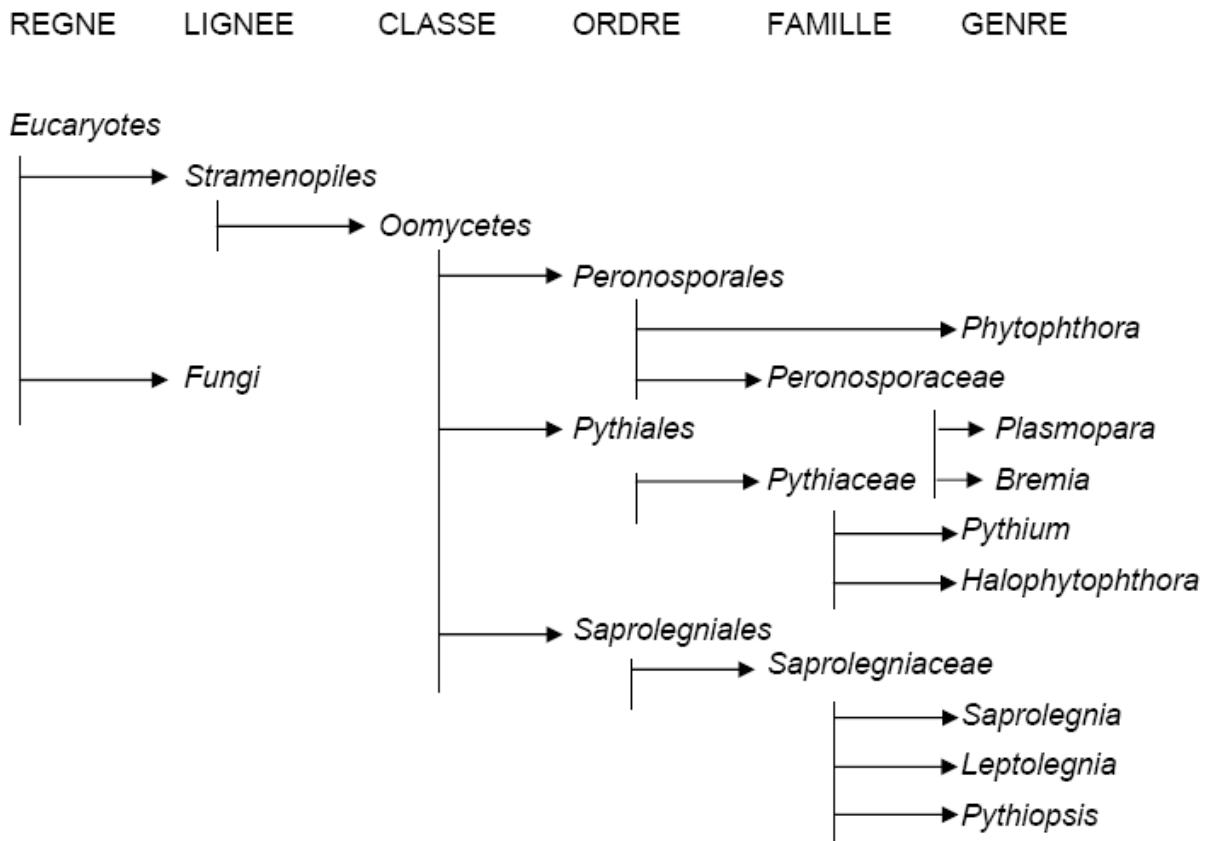 REGNE LIGNEE CLASSE ORDRE FAMILLE GENRE
Eucaryotes
Stramenopiles
Oomycetes
Peronosporales
Phytophthora
Fungi Peronosporaceae
Pythiales Plasmopara
Pythiaceae Bremia
Pythium
Halophytophthora
Saprolegniales
Saprolegniaceae
Saprolegnia
Leptolegnia
Pythiopsis